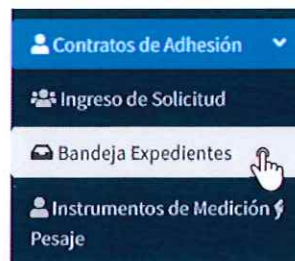 Contratos de Adhesión
Ingreso de Solicitud
Bandeja Expedientes
Instrumentos de Medición y
Pesaje